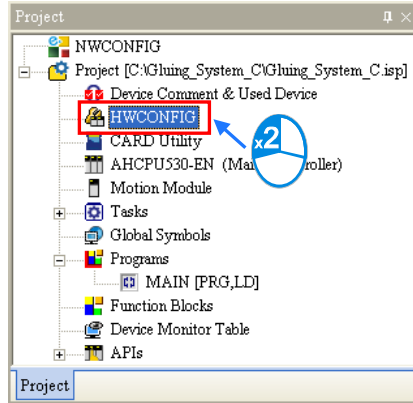 Project
NWCONFIG
Project [C:\Gluing_System_C\Gluing_System_C.isp]
Device Comment & Used Device
HWCONFIG
x2
CARD Utility
AHCPU530-EN (Ma roller)
Motion Module
Tasks
Global Symbols
Programs
MAIN [PRG,LD]
Function Blocks
Device Monitor Table
APIs
Project